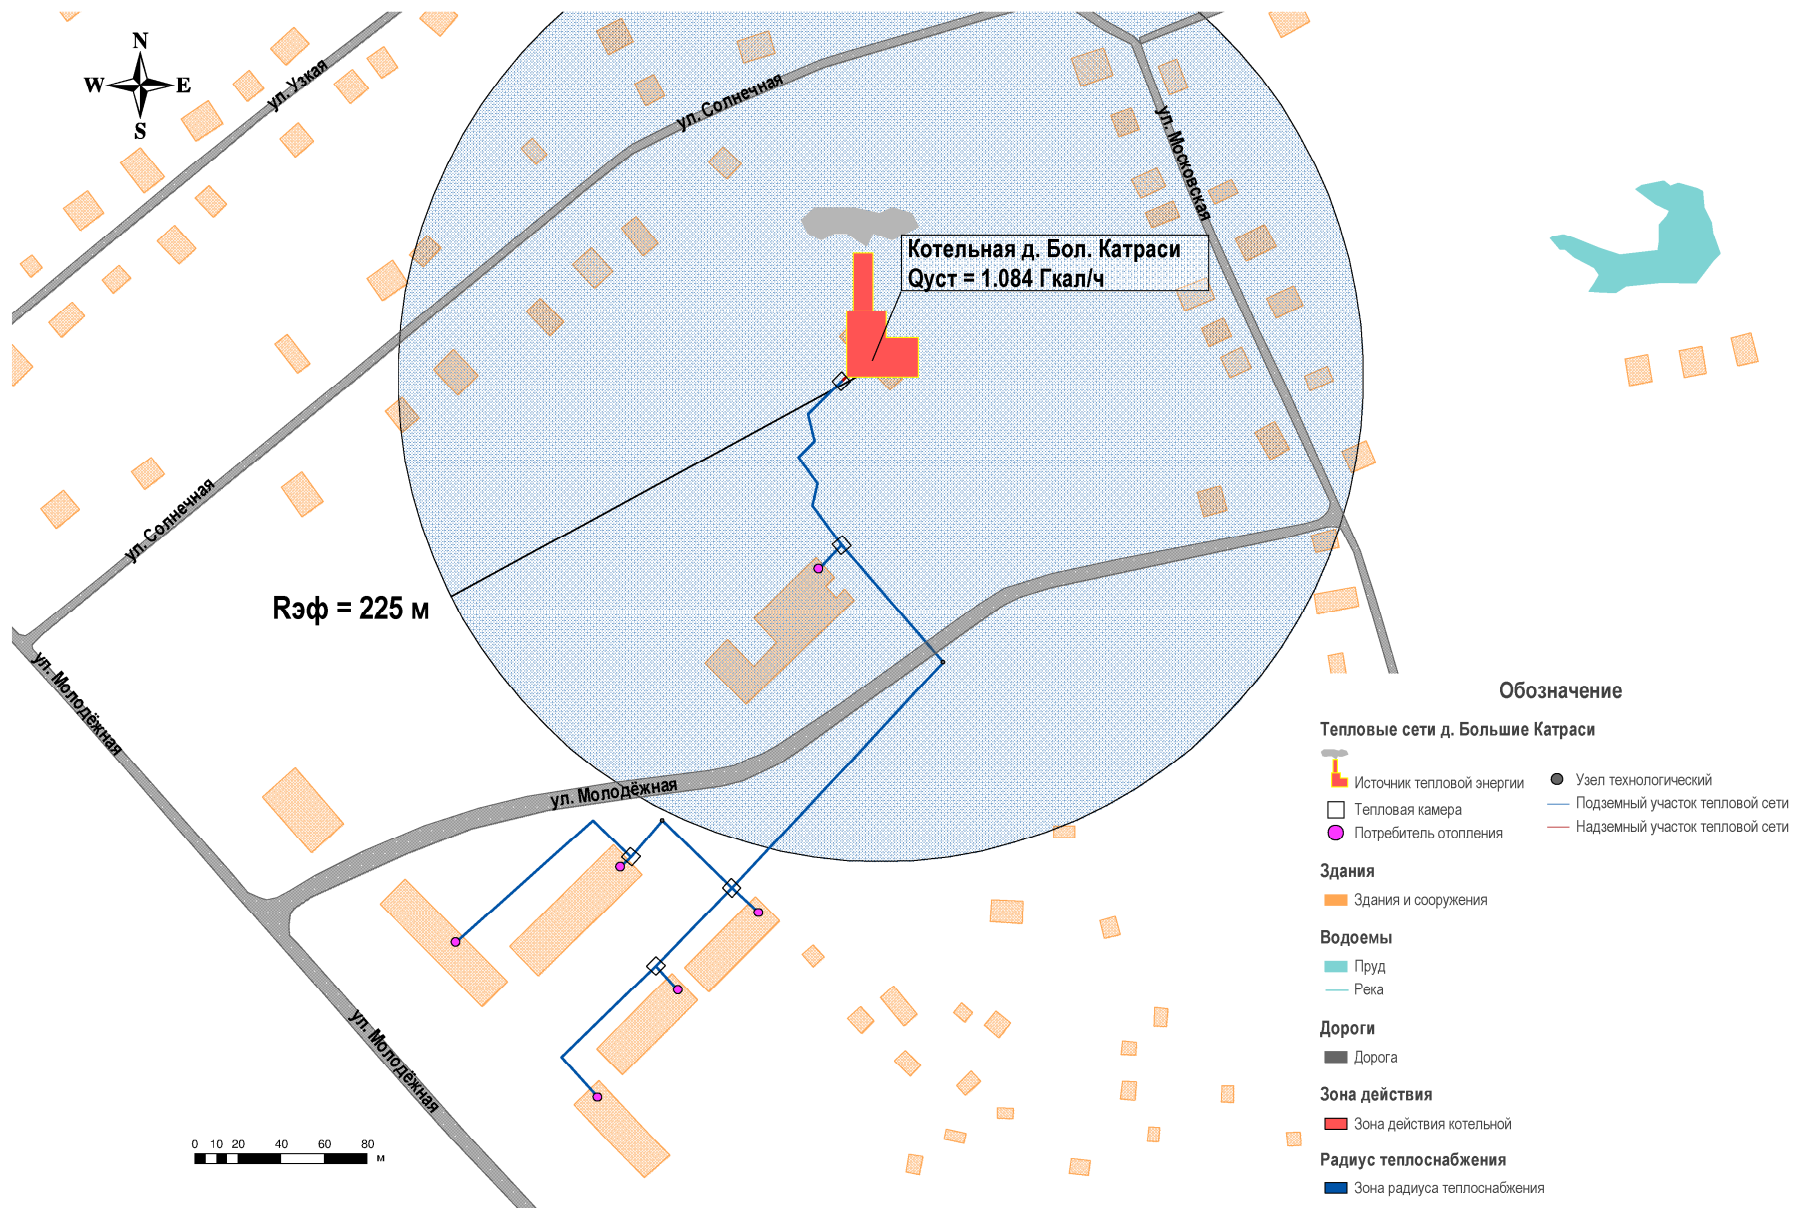 N
W E
S
ул. Узкая
ул. Солнечная
ул. Московская
Котельная д. Бол. Катраси
Qуст = 1.084 Гкал/ч
ул. Солнечная
Rэф = 225 м
ул. Молодёжная
ул. Молодёжная
ул. Молодёжная
0 10 20 40 60 80
м
Обозначение
Тепловые сети д. Большие Катраси
Источник тепловой энергии
Тепловая камера
Потребитель отопления
Узел технологический
Подземный участок тепловой сети
Надземный участок тепловой сети
Здания
Здания и сооружения
Водоемы
Пруд
Река
Дороги
Дорога
Зона действия
Зона действия котельной
Радиус теплоснабжения
Зона радиуса теплоснабжения